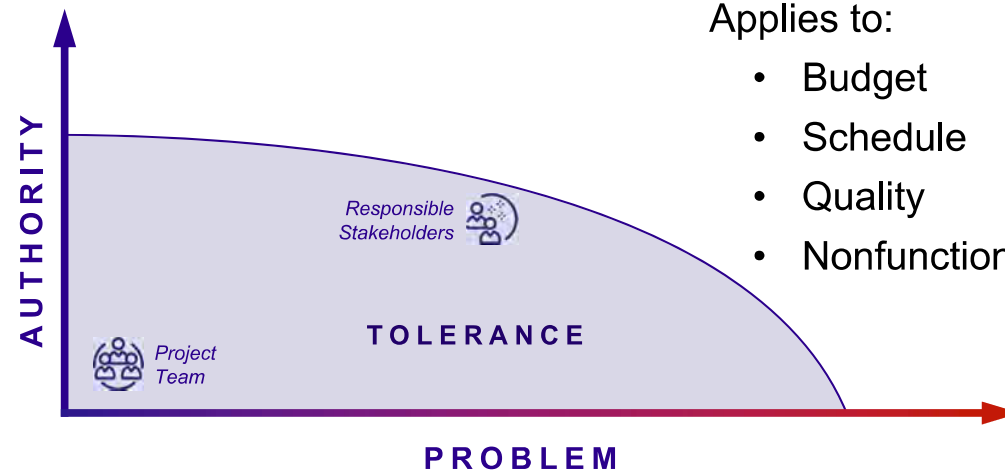 Applies to:
• Budget
• Schedule
• Quality
• Nonfunction
AUTHORITY
Responsible
Stakeholders
TOLERANCE
Project
Team
PROBLEM